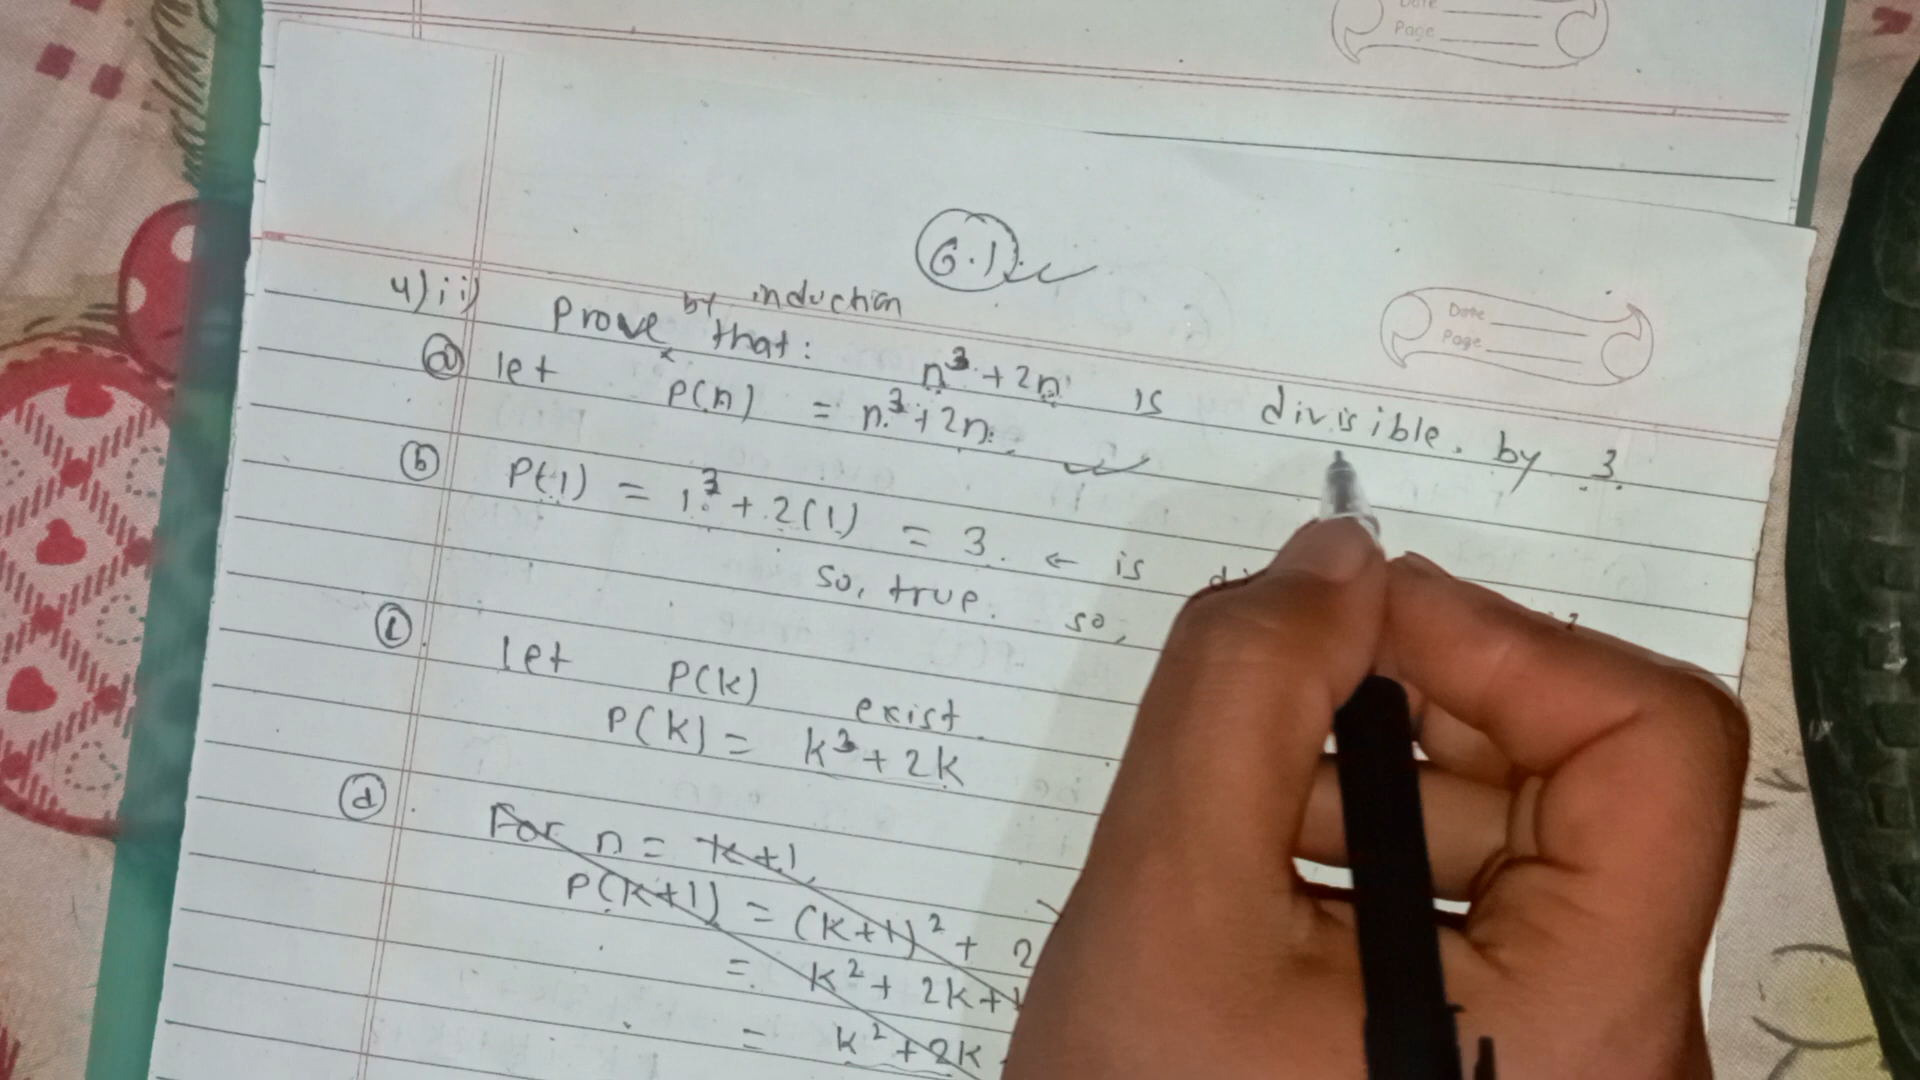 Date
Page
6.1
4) ii) Prove by induction that: n³ + 2n is divisible. by 3.
Date
Page
ⓐ let P(n) = n³ + 2n.
ⓑ P(1) = 1³ + 2(1) = 3. ← is
so, true. so,
ⓒ let P(k) exist.
P(k) = k³ + 2k
ⓓ For n = k+1,
P(k+1) = (k+1)² + 2
= k² + 2k+1
= k² + 2k